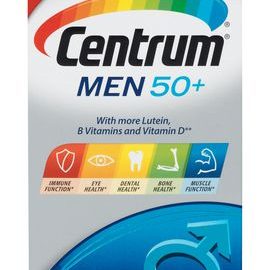 Centrum®
MEN 50+
With more Lutein,
B Vitamins and Vitamin D**
IMMUNE FUNCTION*
EYE HEALTH*
DENTAL HEALTH*
BONE HEALTH*
MUSCLE FUNCTION*